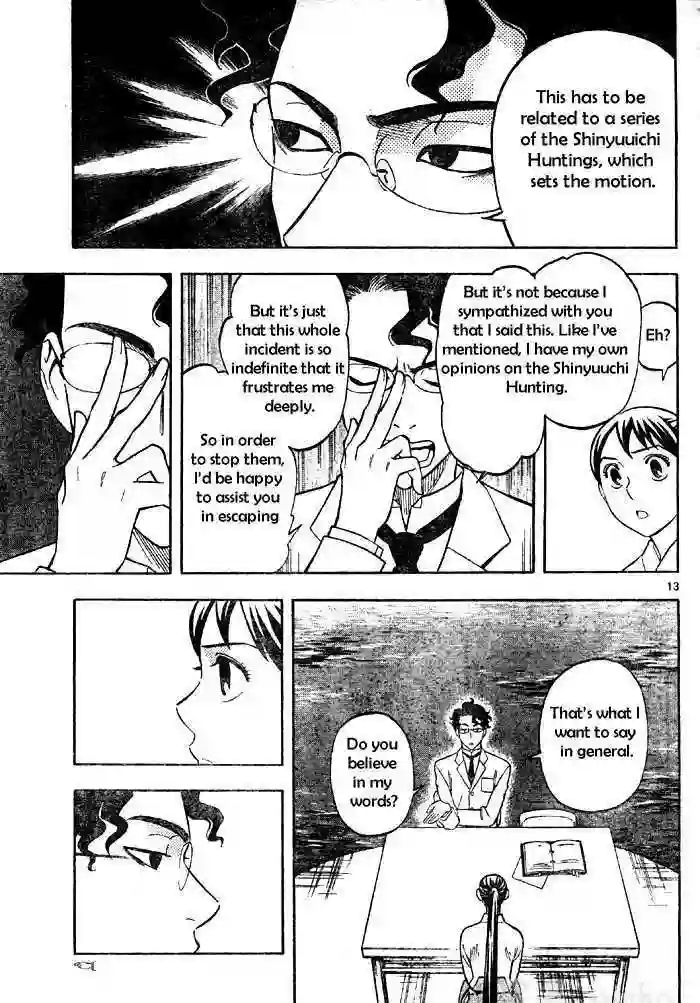 This has to be
related to a series
of the Shinyuuichi
Huntings, which
sets the motion.
Eh?
But it's not because I
sympathized with you
that I said this. Like I've
mentioned, I have my own
opinions on the Shinyuuchi
Hunting.
But it's just
that this whole
incident is so
indefinite that it
frustrates me
deeply.
So in order
to stop them,
I'd be happy
to assist you
in escaping
13
That's what I
want to say
in general.
Do you
believe
in my
words?